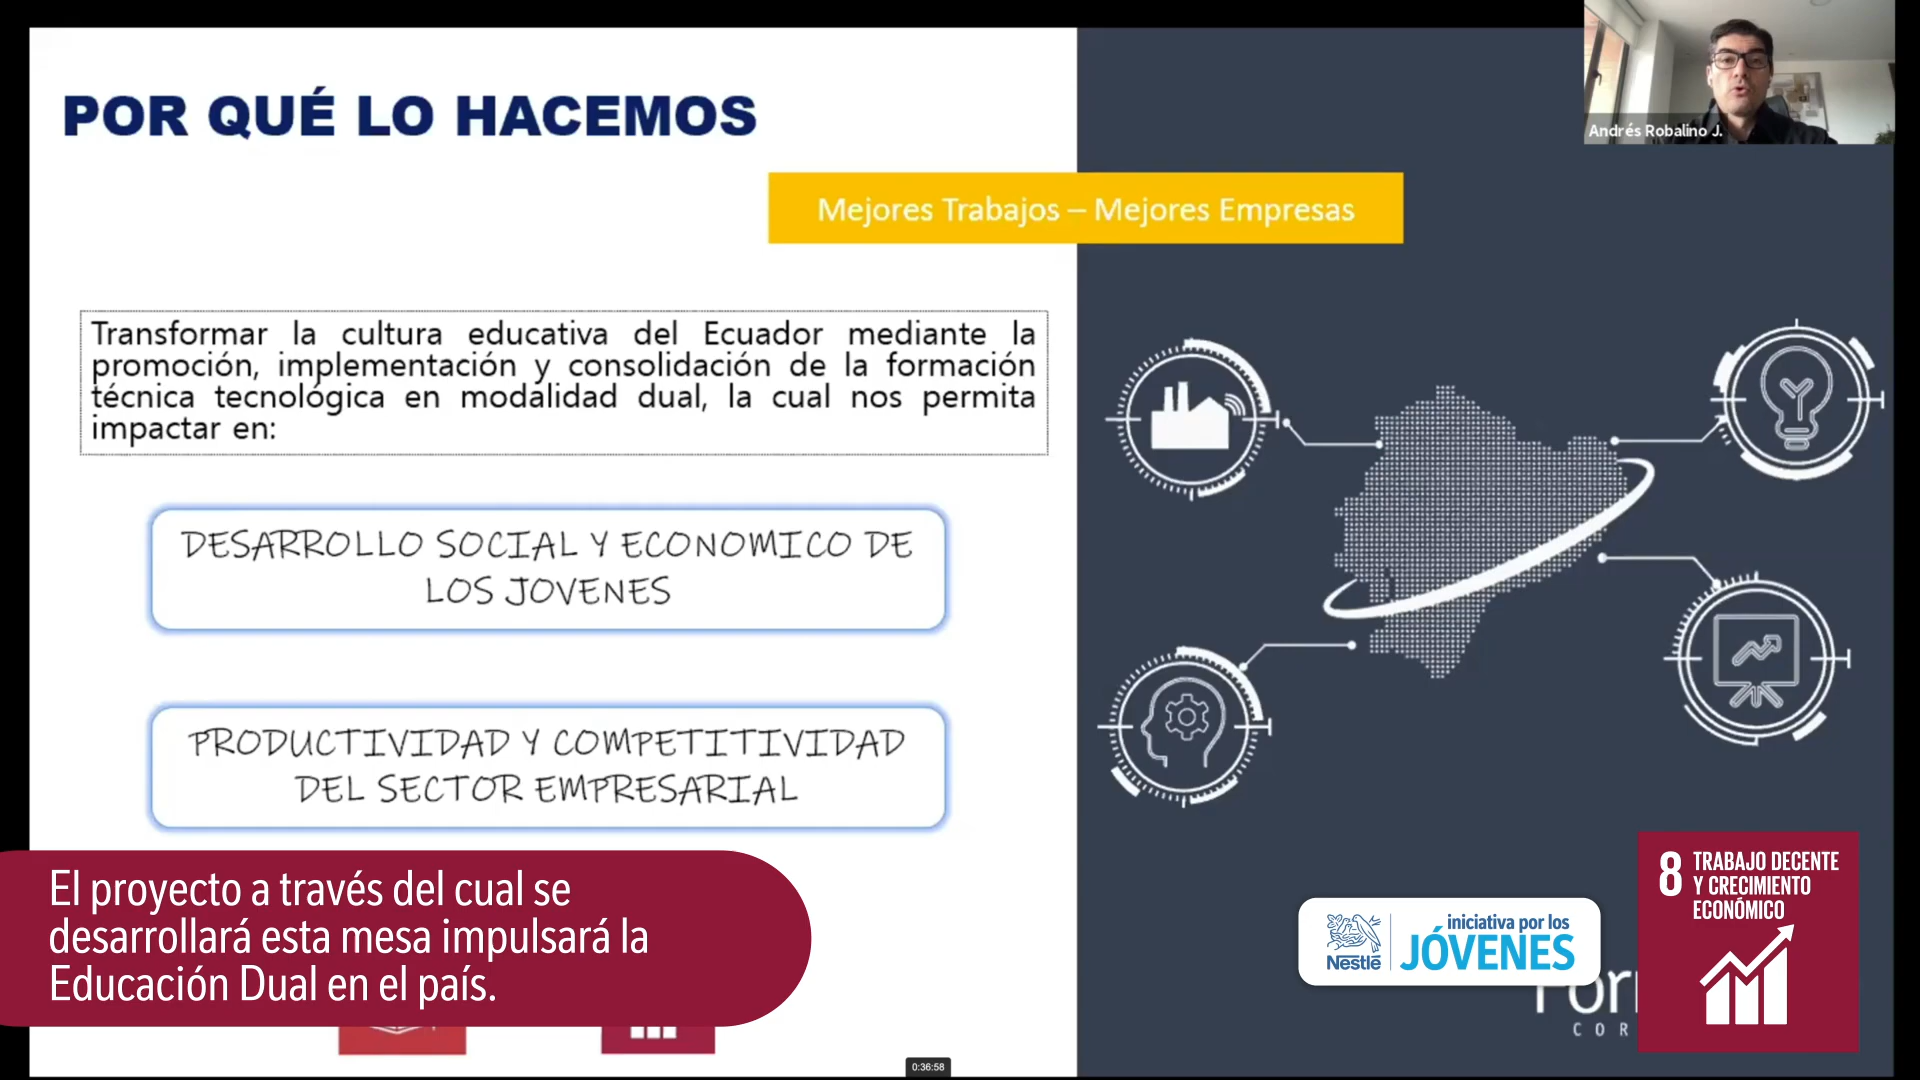 POR QUÉ LO HACEMOS
Andrés Robalino J.
Mejores Trabajos – Mejores Empresas
Transformar la cultura educativa del Ecuador mediante la
promoción, implementación y consolidación de la formación
técnica tecnológica en modalidad dual, la cual nos permita
impactar en:
DESARROLLO SOCIAL Y ECONOMICO DE
LOS JOVENES
PRODUCTIVIDAD Y COMPETITIVIDAD
DEL SECTOR EMPRESARIAL
El proyecto a través del cual se
desarrollará esta mesa impulsará la
Educación Dual en el país.
Nestlé
iniciativa por los
JÓVENES
8 TRABAJO DECENTE
Y CRECIMIENTO
ECONÓMICO
0:36:58